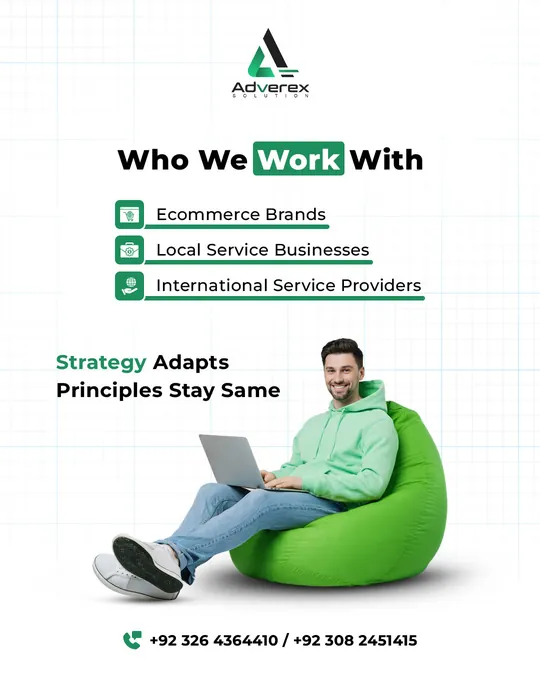 Adverex
SOLUTION
Who We Work With
Ecommerce Brands
Local Service Businesses
International Service Providers
Strategy Adapts
Principles Stay Same
+92 326 4364410 / +92 308 2451415